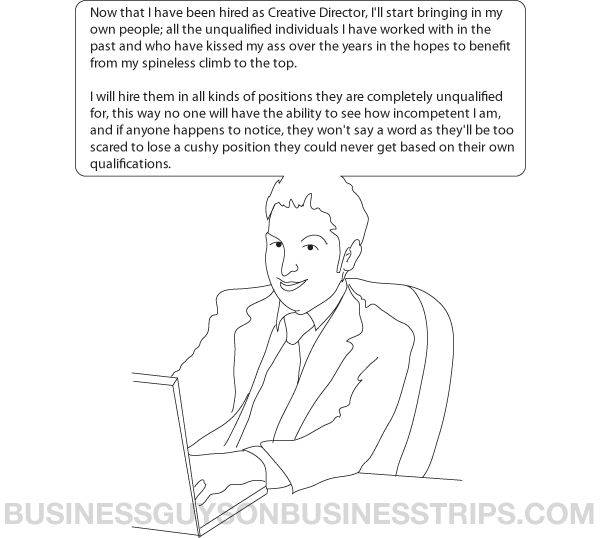 Now that I have been hired as Creative Director, I'll start bringing in my
own people; all the unqualified individuals I have worked with in the
past and who have kissed my ass over the years in the hopes to benefit
from my spineless climb to the top.
I will hire them in all kinds of positions they are completely unqualified
for, this way no one will have the ability to see how incompetent I am,
and if anyone happens to notice, they won't say a word as they'll be too
scared to lose a cushy position they could never get based on their own
qualifications.
BUSINESSGUYSONBUSINESSTRIPS.COM